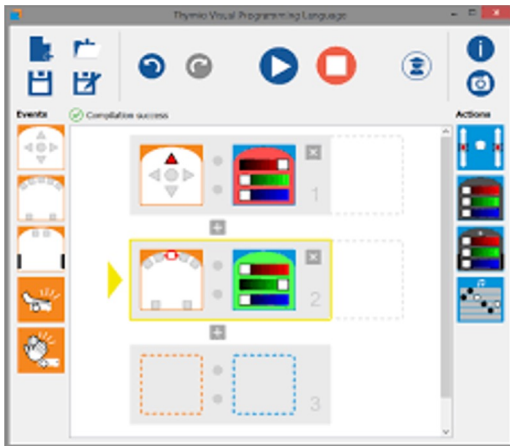 Thymio Visual Programming Language
Events
Compilation success
Actions
1
2
3